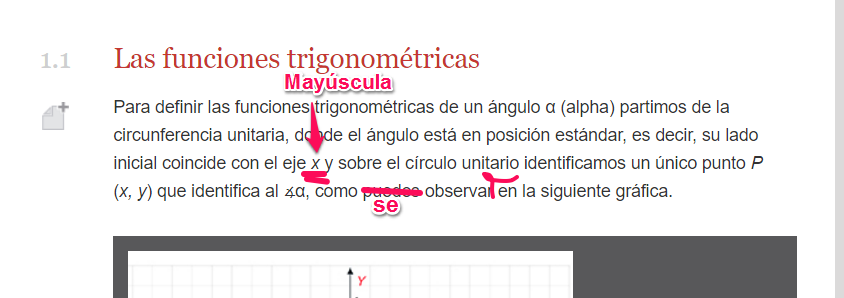 1.1 Las funciones trigonométricas
Mayúscula
Para definir las funciones trigonométricas de un ángulo α (alpha) partimos de la
circunferencia unitaria, donde el ángulo está en posición estándar, es decir, su lado
inicial coincide con el eje x y sobre el círculo unitario identificamos un único punto P
(x, y) que identifica al ∡α, como puedes observar en la siguiente gráfica.
se
Y